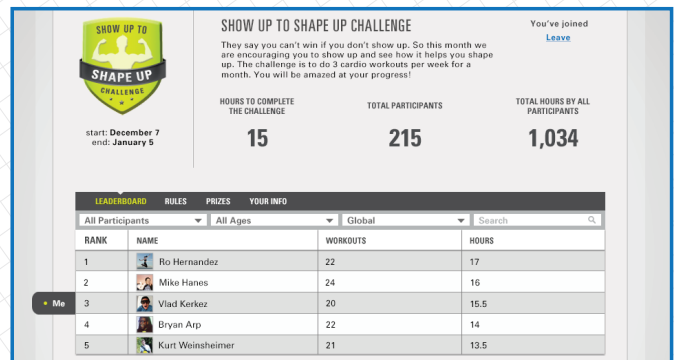 SHOW UP TO
SHAPE UP
CHALLENGE
start: December 7
end: January 5
SHOW UP TO SHAPE UP CHALLENGE
They say you can't win if you don't show up. So this month we
are encouraging you to show up and see how it helps you shape
up. The challenge is to do 3 cardio workouts per week for a
month. You will be amazed at your progress!
You've joined
Leave
HOURS TO COMPLETE
THE CHALLENGE
15
TOTAL PARTICIPANTS
215
TOTAL HOURS BY ALL
PARTICIPANTS
1,034
LEADERBOARD RULES PRIZES YOUR INFO
All Participants All Ages Global Search
RANK NAME WORKOUTS HOURS
1 Ro Hernandez 22 17
2 Mike Hanes 24 16
Me 3 Vlad Kerkez 20 15.5
4 Bryan Arp 22 14
5 Kurt Weinsheimer 21 13.5